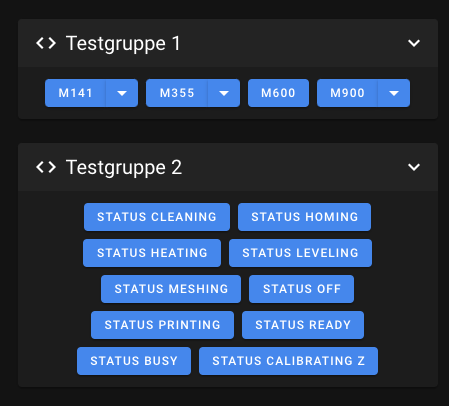 Testgruppe 1
M141 M355 M600 M900
Testgruppe 2
STATUS CLEANING STATUS HOMING
STATUS HEATING STATUS LEVELING
STATUS MESHING STATUS OFF
STATUS PRINTING STATUS READY
STATUS BUSY STATUS CALIBRATING Z